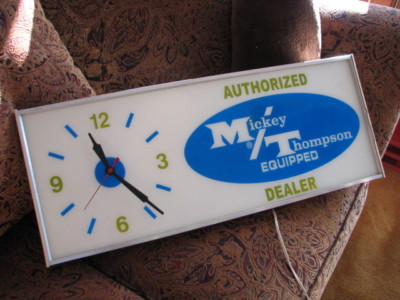 12
3
6
9
AUTHORIZED
Mickey
Thompson
®
EQUIPPED
DEALER